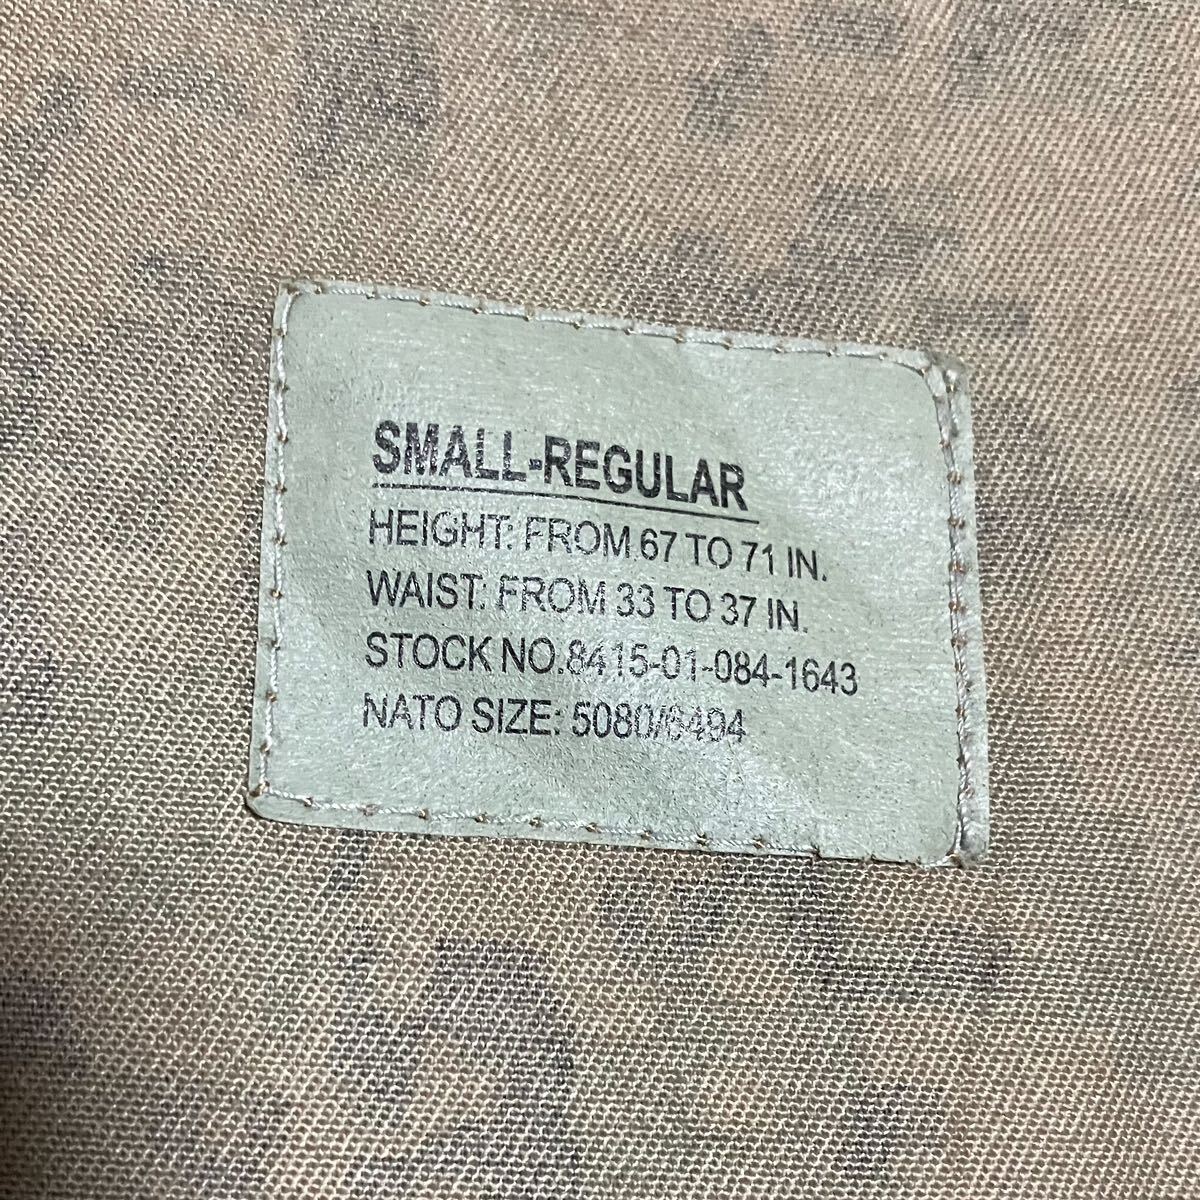 SMALL-REGULAR
HEIGHT: FROM 67 TO 71 IN.
WAIST: FROM 33 TO 37 IN.
STOCK NO.8415-01-084-1643
NATO SIZE: 5080/8494